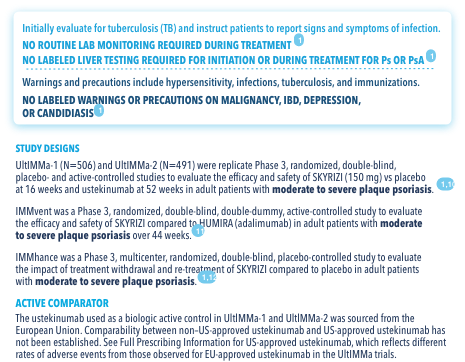 Initially evaluate for tuberculosis (TB) and instruct patients to report signs and symptoms of infection.
NO ROUTINE LAB MONITORING REQUIRED DURING TREATMENT 1
NO LABELED LIVER TESTING REQUIRED FOR INITIATION OR DURING TREATMENT FOR Ps OR PsA 1
Warnings and precautions include hypersensitivity, infections, tuberculosis, and immunizations.
NO LABELED WARNINGS OR PRECAUTIONS ON MALIGNANCY, IBD, DEPRESSION,
OR CANDIDIASIS 1
STUDY DESIGNS
UltIMMa-1 (N=506) and UltIMMa-2 (N=491) were replicate Phase 3, randomized, double-blind,
placebo- and active-controlled studies to evaluate the efficacy and safety of SKYRIZI (150 mg) vs placebo
at 16 weeks and ustekinumab at 52 weeks in adult patients with moderate to severe plaque psoriasis.
IMMvent was a Phase 3, randomized, double-blind, double-dummy, active-controlled study to evaluate
the efficacy and safety of SKYRIZI compared to HUMIRA (adalimumab) in adult patients with moderate
to severe plaque psoriasis over 44 weeks.
IMMhance was a Phase 3, multicenter, randomized, double-blind, placebo-controlled study to evaluate
the impact of treatment withdrawal and re-treatment of SKYRIZI compared to placebo in adult patients
with moderate to severe plaque psoriasis.
ACTIVE COMPARATOR
The ustekinumab used as a biologic active control in UltIMMa-1 and UltIMMa-2 was sourced from the
European Union. Comparability between non–US-approved ustekinumab and US-approved ustekinumab has
not been established. See Full Prescribing Information for US-approved ustekinumab, which reflects different
rates of adverse events from those observed for EU-approved ustekinumab in the UltIMMa trials.